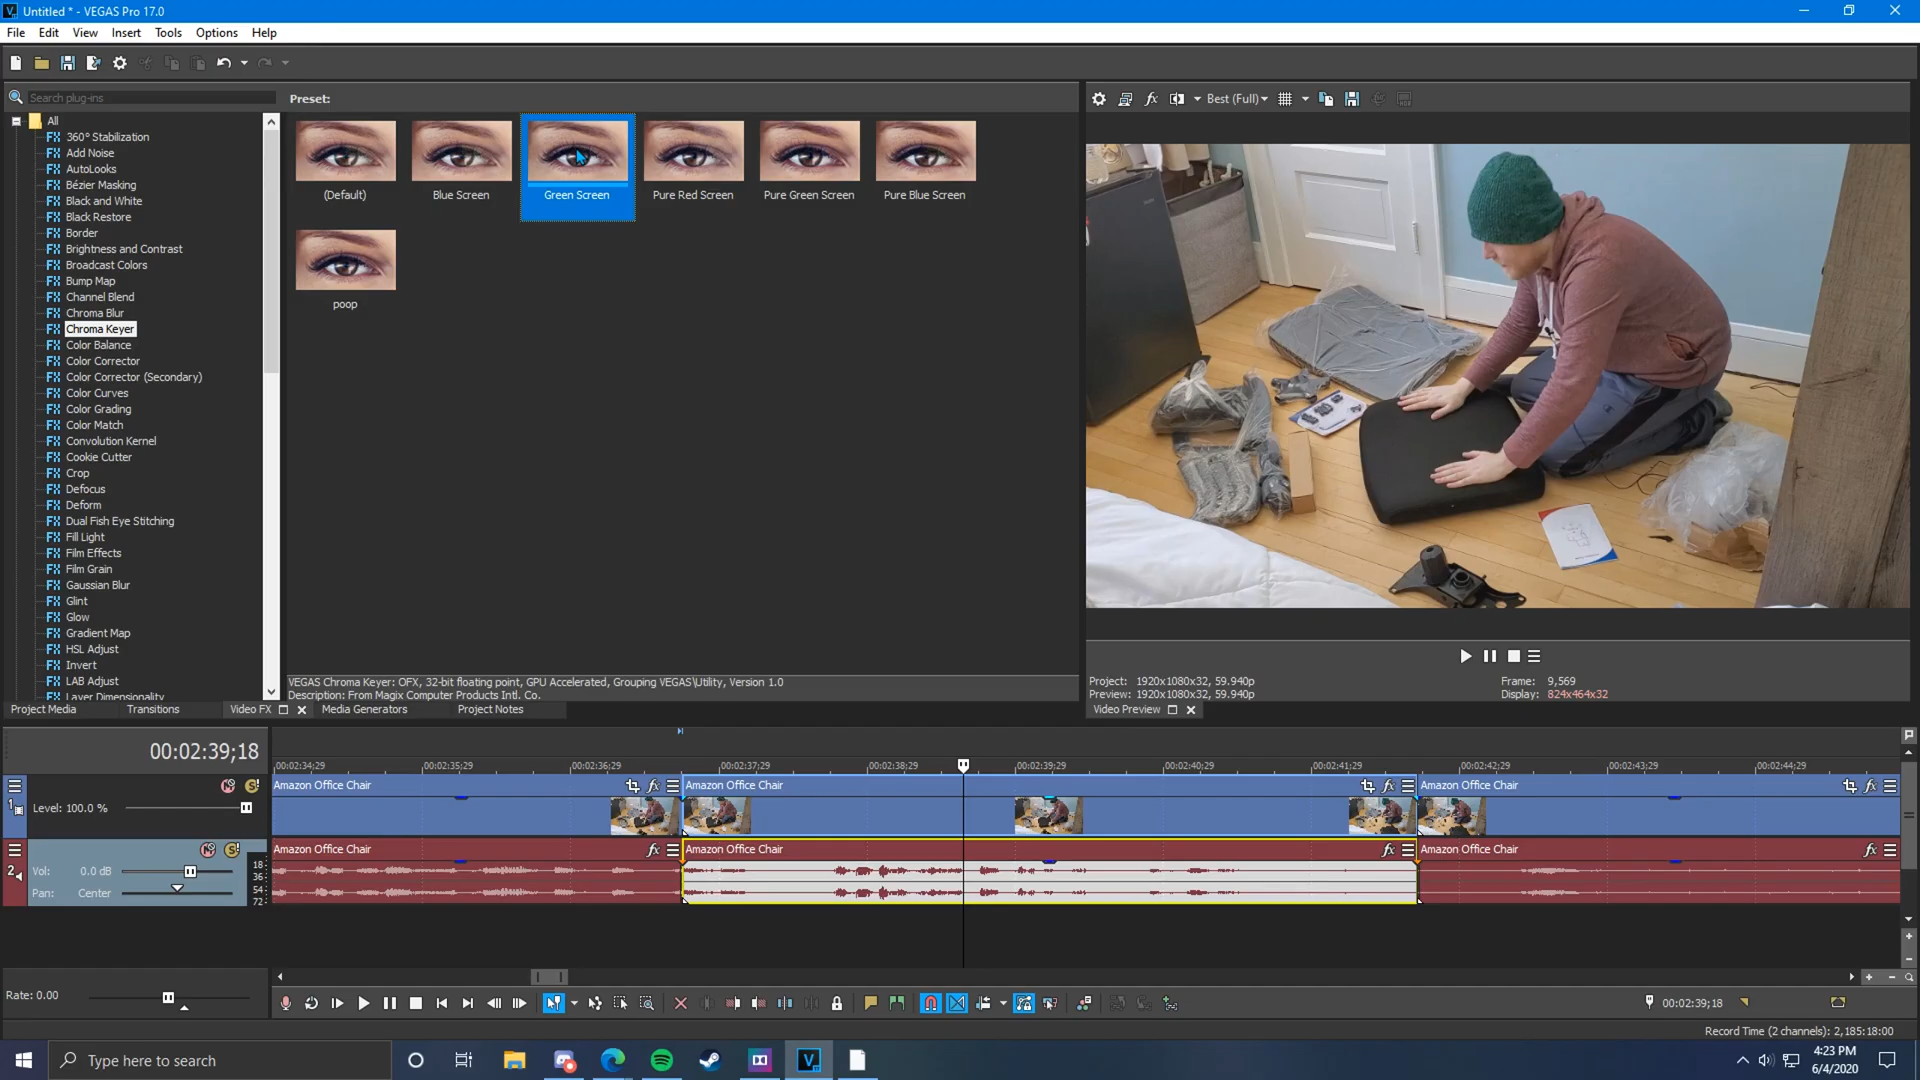 Untitled * - VEGAS Pro 17.0
File Edit View Insert Tools Options Help
Search plug-ins
Preset:
Best (Full)
All
360° Stabilization
Add Noise
AutoLooks
Bézier Masking
Black and White
Black Restore
Border
Brightness and Contrast
Broadcast Colors
Bump Map
Channel Blend
Chroma Blur
Chroma Keyer
Color Balance
Color Corrector
Color Corrector (Secondary)
Color Curves
Color Grading
Color Match
Convolution Kernel
Cookie Cutter
Crop
Defocus
Deform
Dual Fish Eye Stitching
Fill Light
Film Effects
Film Grain
Gaussian Blur
Glint
Glow
Gradient Map
HSL Adjust
Invert
LAB Adjust
Layer Dimensionality
(Default) Blue Screen Green Screen Pure Red Screen Pure Green Screen Pure Blue Screen
poop
VEGAS Chroma Keyer: OFX, 32-bit floating point, GPU Accelerated, Grouping VEGAS\Utility, Version 1.0
Description: From Magix Computer Products Intl. Co.
Project: 1920x1080x32, 59.940p Frame: 9,569
Preview: 1920x1080x32, 59.940p Display: 824x464x32
Project Media Transitions Video FX Media Generators Project Notes
Video Preview
00:02:39;18
00:02:34;29 00:02:35;29 00:02:36;29 00:02:37;29 00:02:38;29 00:02:39;29 00:02:40;29 00:02:41;29 00:02:42;29 00:02:43;29 00:02:44;29
Amazon Office Chair Amazon Office Chair Amazon Office Chair
1 Level: 100.0 %
Amazon Office Chair Amazon Office Chair Amazon Office Chair
2 Vol: 0.0 dB
Pan: Center
18
36
54
72
Rate: 0.00
00:02:39;18
Record Time (2 channels): 2,185:18:00
Type here to search
4:23 PM
6/4/2020